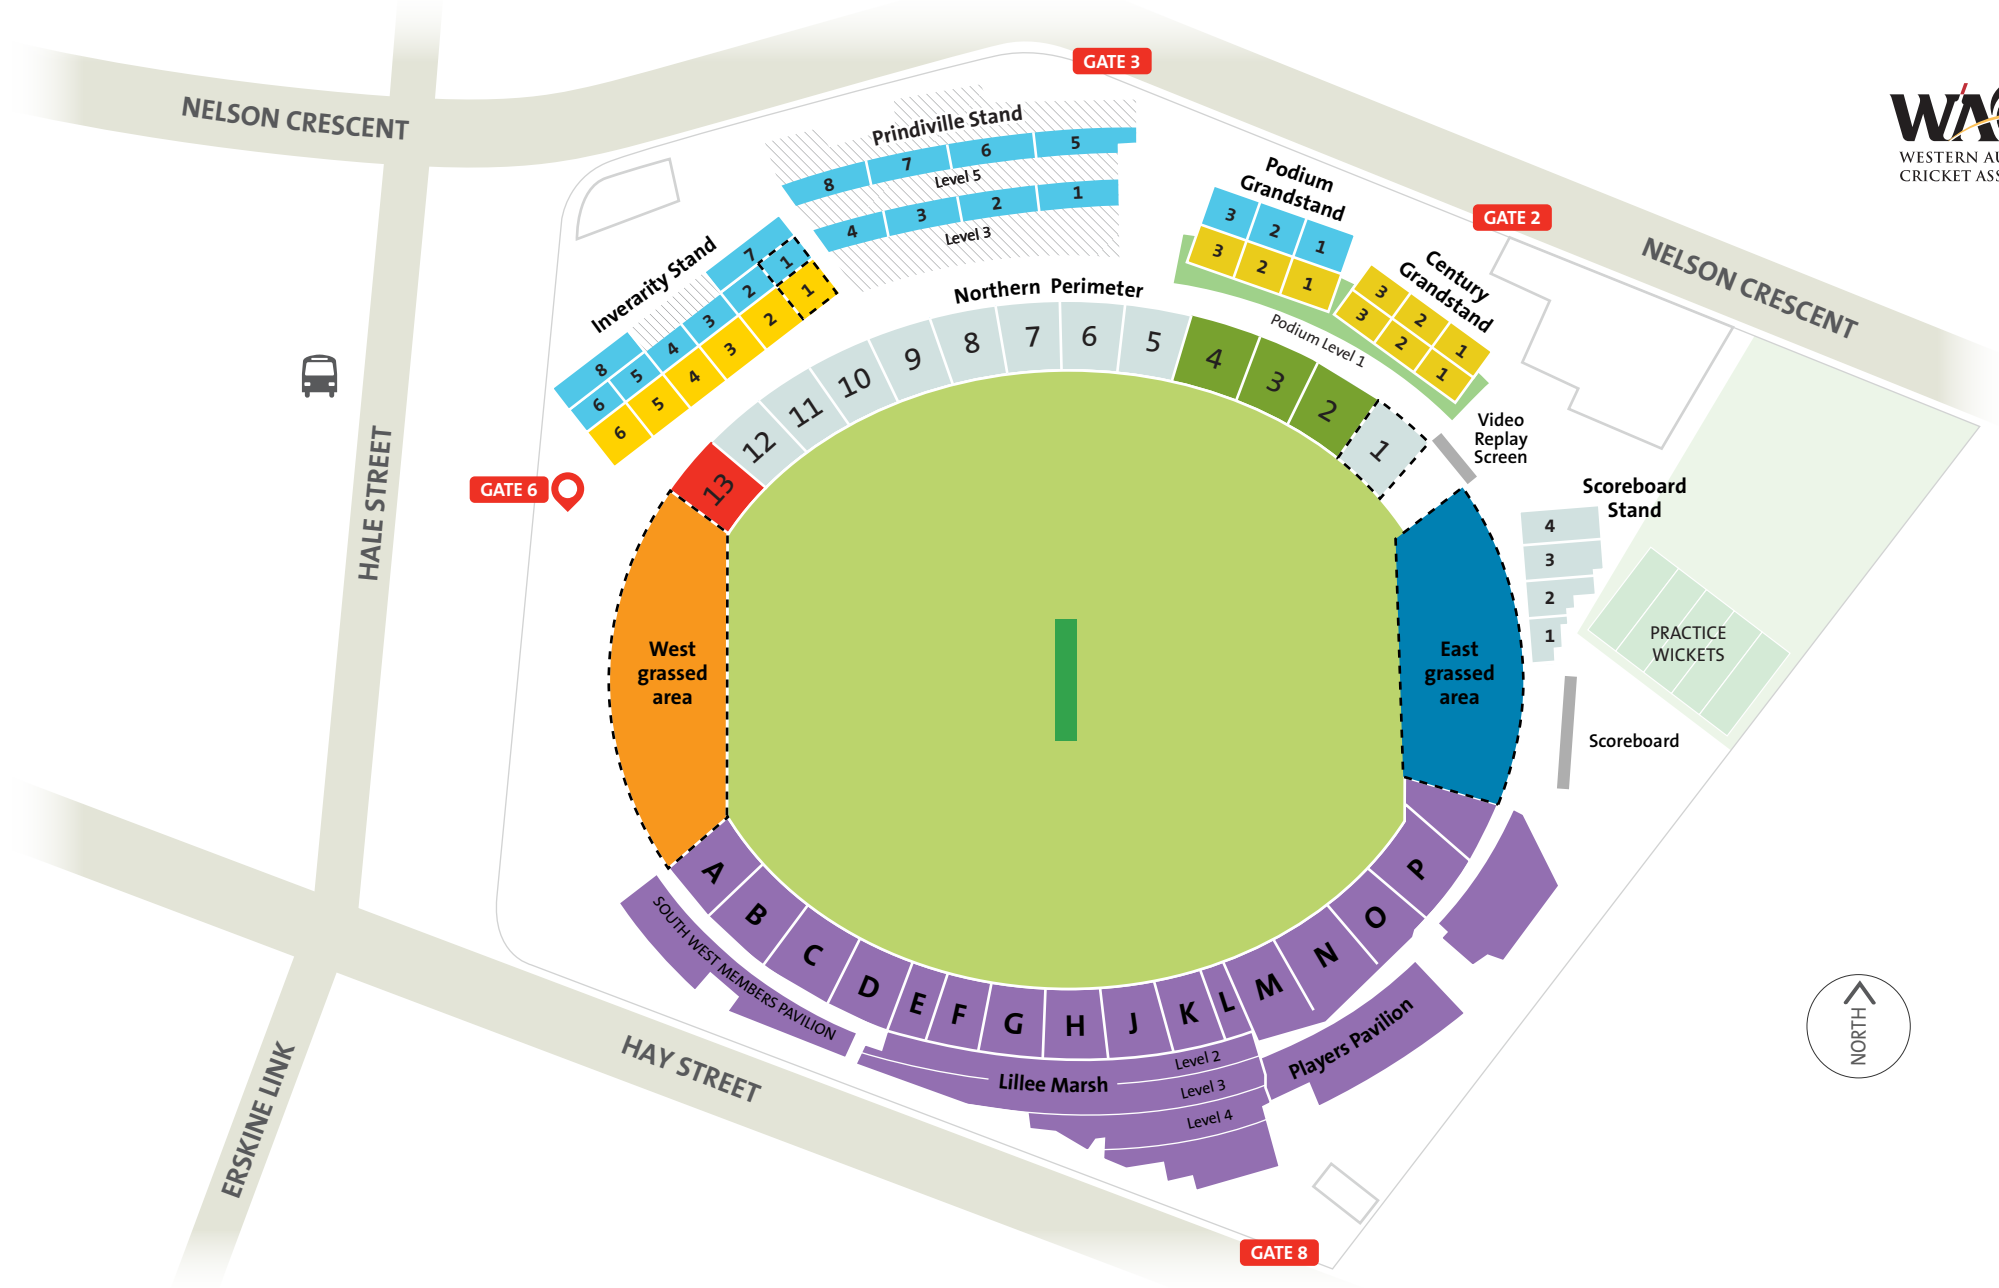 GATE 3
NELSON CRESCENT
Prindiville Stand
8 7 6 5
Level 5
4 3 2 1
Level 3
Podium
Grandstand
3 2 1
3 2 1
GATE 2
NELSON CRESCENT
WESTERN AU
CRICKET ASS
Century
Grandstand
3 2 1
3 2 1
Podium Level 1
Inverarity Stand
7
8
1
2
3
4
5
6
1
2
3
4
5
6
Northern Perimeter
13 12 11 10 9 8 7 6 5 4 3 2 1
Video
Replay
Screen
Scoreboard
Stand
4
3
2
1
PRACTICE
WICKETS
Scoreboard
GATE 6
HALE STREET
West
grassed
area
East
grassed
area
A B C D E F G H J K L M N O P
SOUTH WEST MEMBERS PAVILION
Lillee Marsh
Level 2
Level 3
Level 4
Players Pavilion
HAY STREET
ERSKINE LINK
NORTH
GATE 8